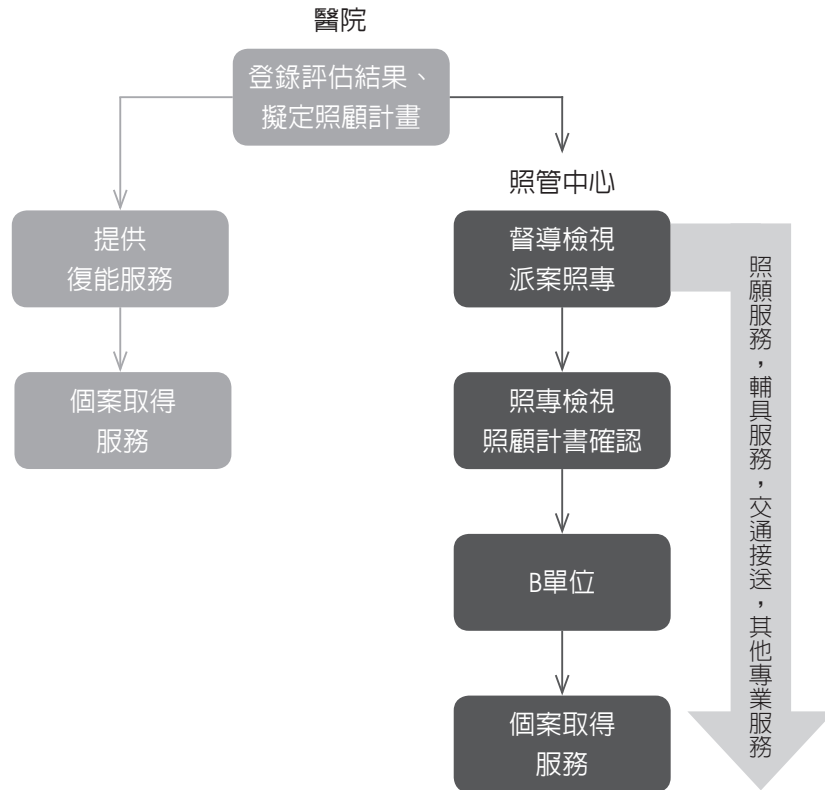 醫院
登錄評估結果、
擬定照顧計畫
提供
復能服務
個案取得
服務
照管中心
督導檢視
派案照專
照專檢視
照顧計書確認
B單位
個案取得
服務
照願服務,輔具服務,交通接送,其他專業服務